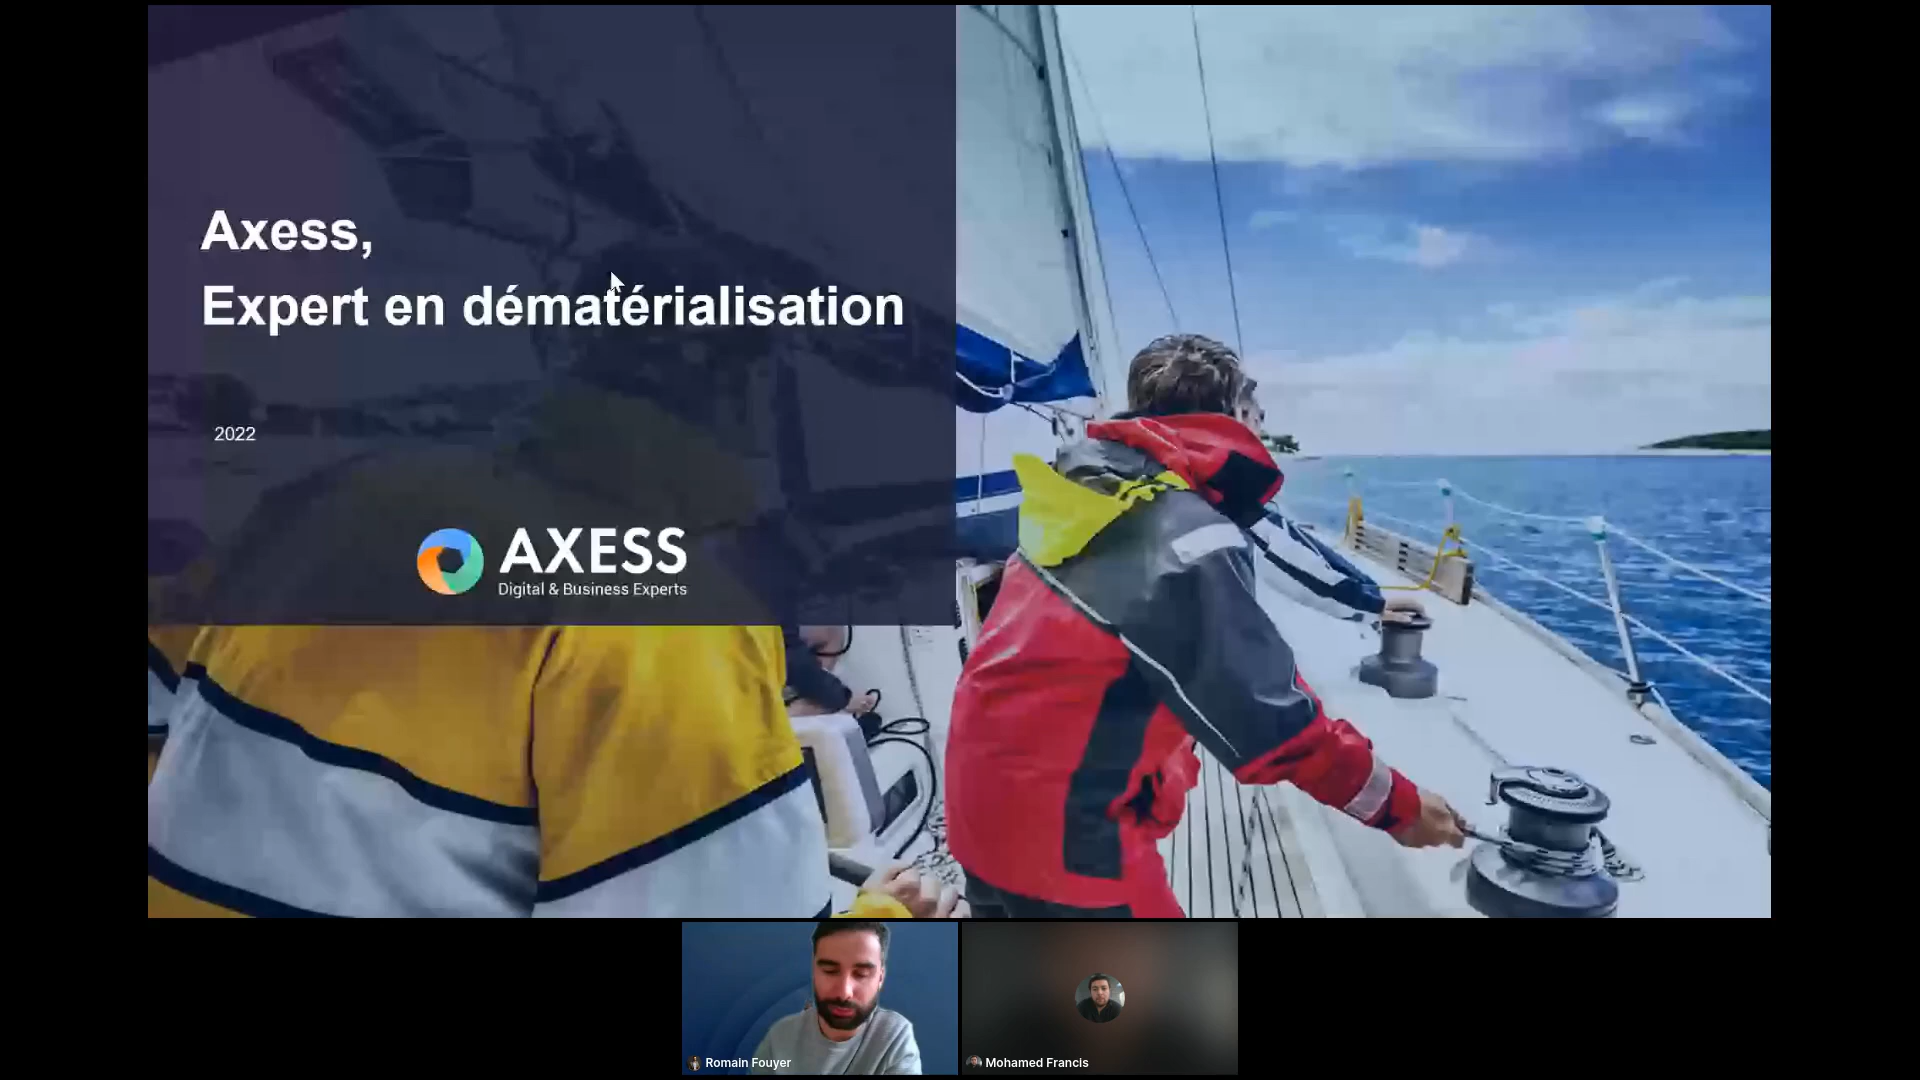 Axess,
Expert en dématérialisation
2022
AXESS
Digital & Business Experts
Romain Fouyer
Mohamed Francis